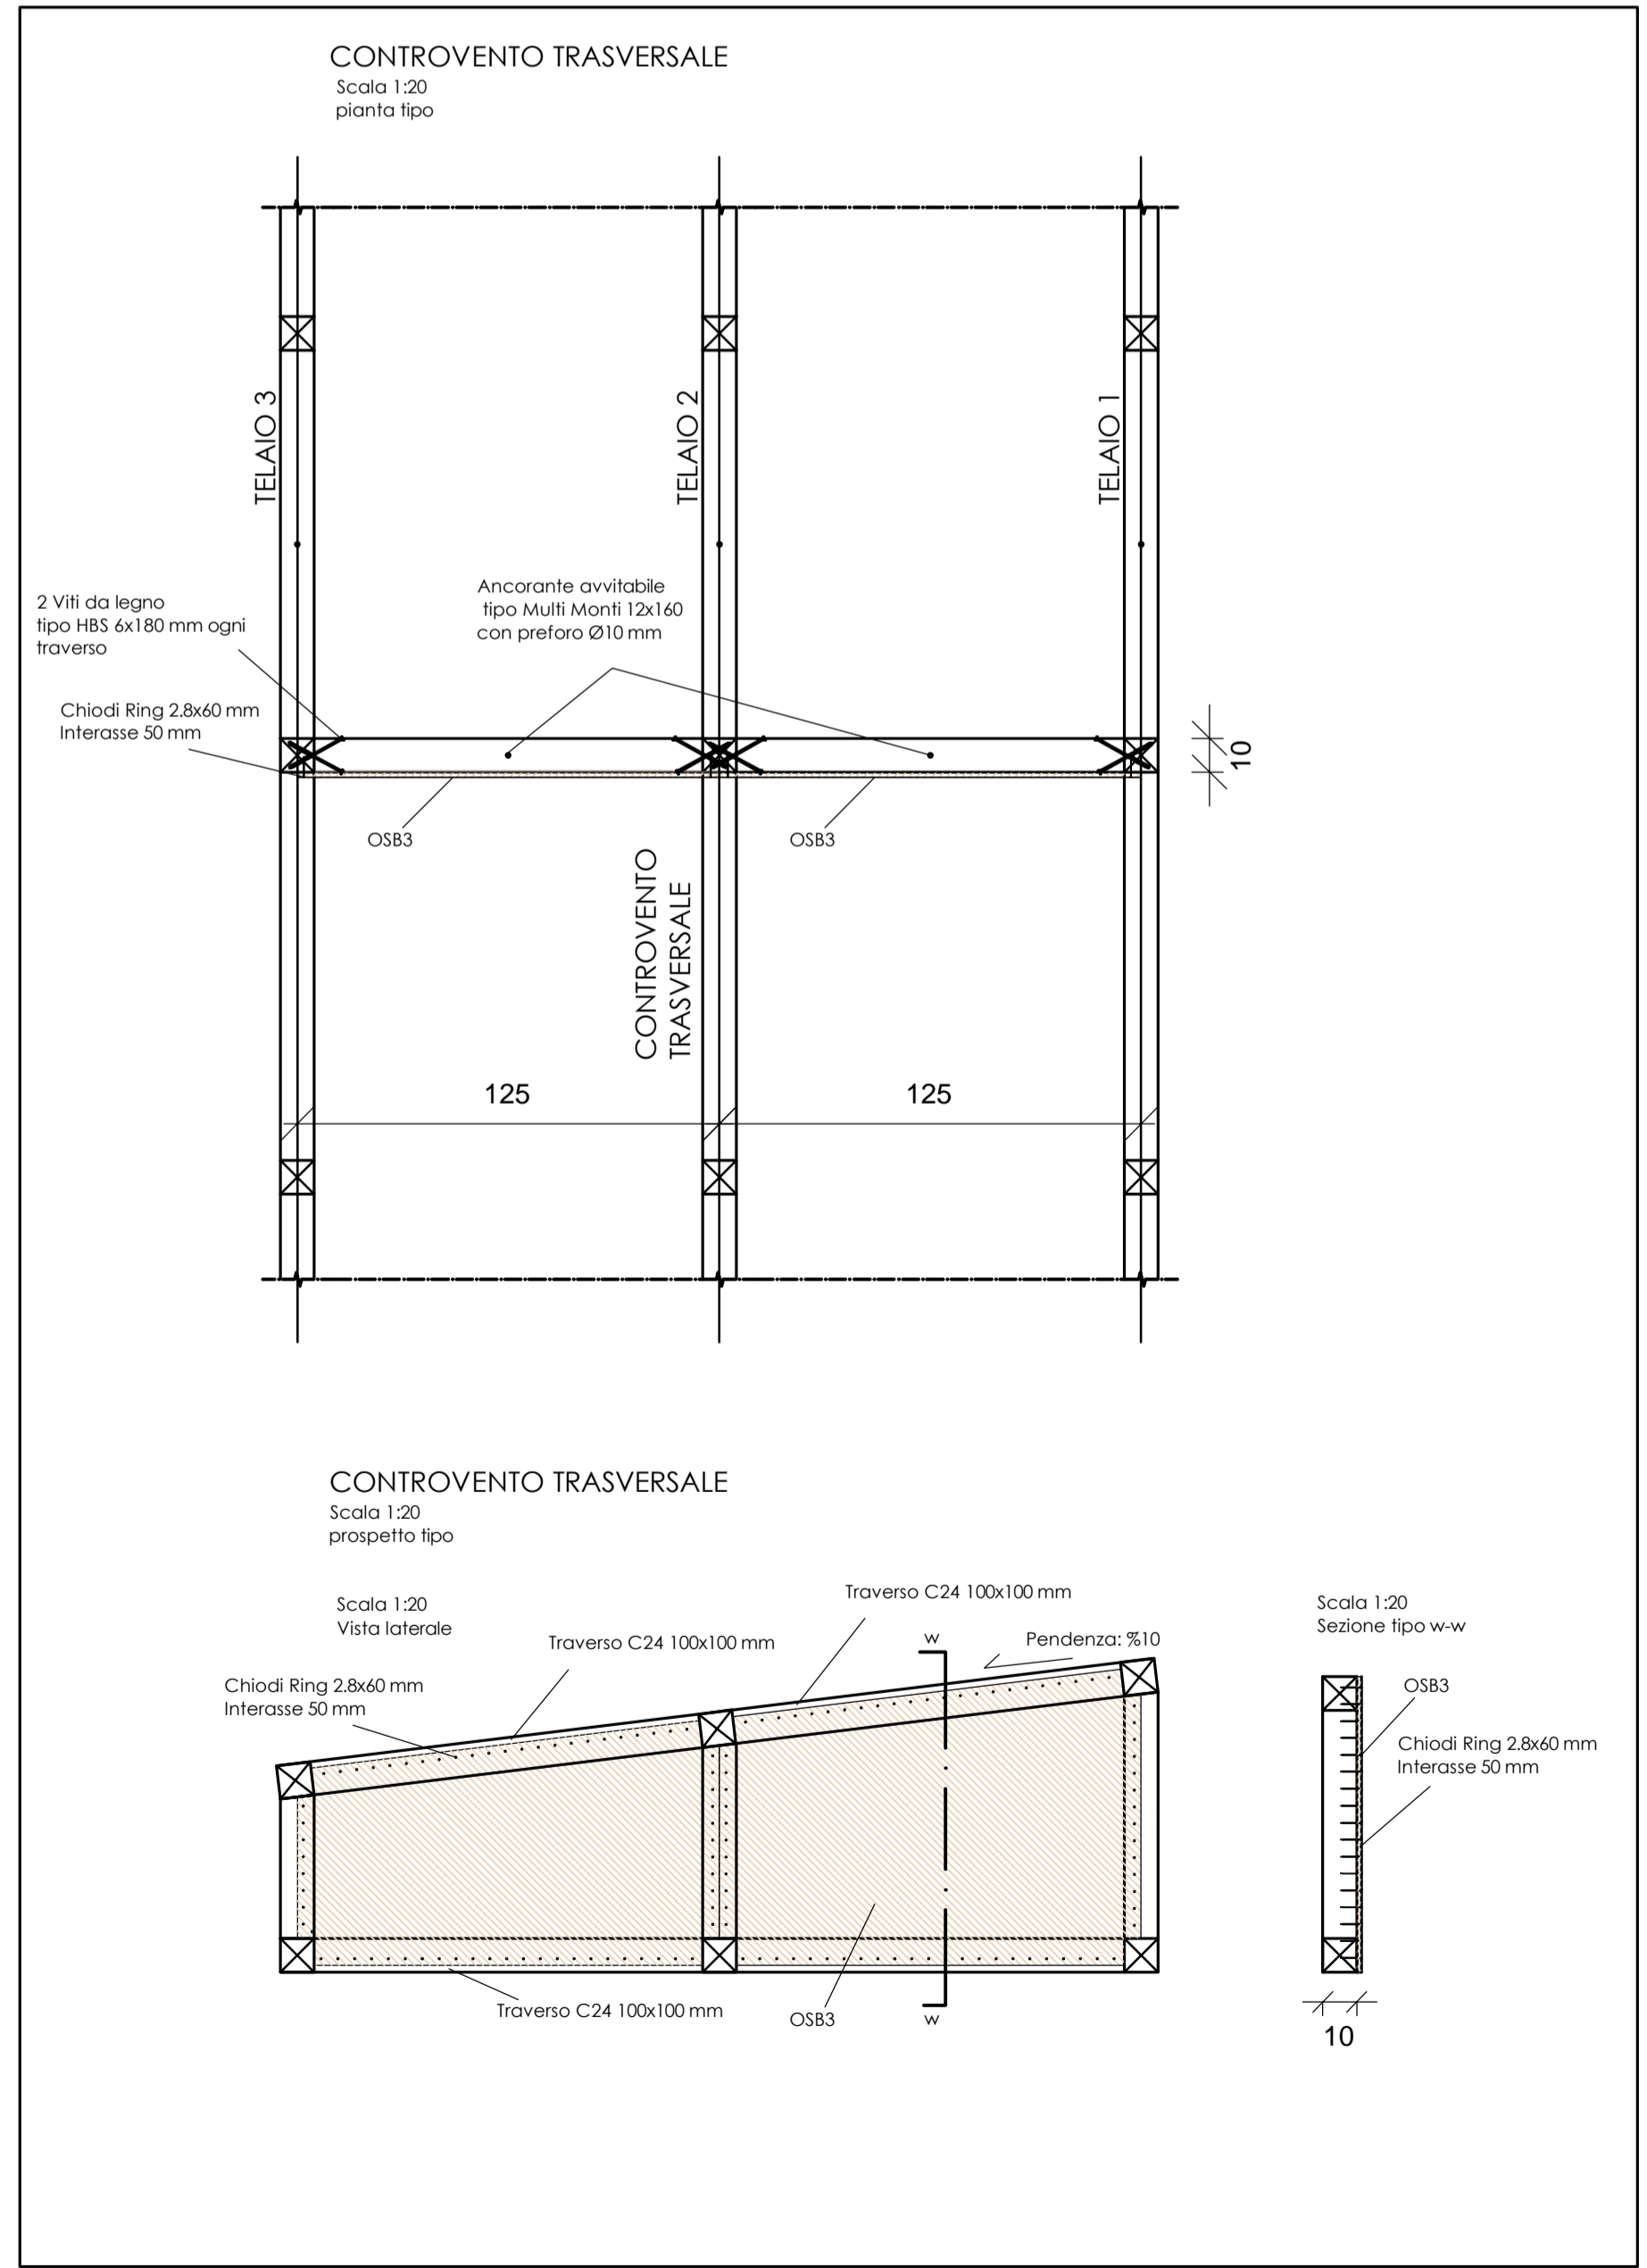 CONTROVENTO TRASVERSALE
Scala 1:20
pianta tipo
TELAIO 3
TELAIO 2
TELAIO 1
2 Viti da legno
tipo HBS 6x180 mm ogni
traverso
Ancorante avvitabile
tipo Multi Monti 12x160
con preforo Ø10 mm
Chiodi Ring 2.8x60 mm
Interasse 50 mm
10
OSB3
OSB3
CONTROVENTO
TRASVERSALE
125
125
CONTROVENTO TRASVERSALE
Scala 1:20
prospetto tipo
Scala 1:20
Vista laterale
Traverso C24 100x100 mm
Traverso C24 100x100 mm
w
Pendenza: %10
Scala 1:20
Sezione tipo w-w
Chiodi Ring 2.8x60 mm
Interasse 50 mm
OSB3
Chiodi Ring 2.8x60 mm
Interasse 50 mm
Traverso C24 100x100 mm
OSB3
w
10